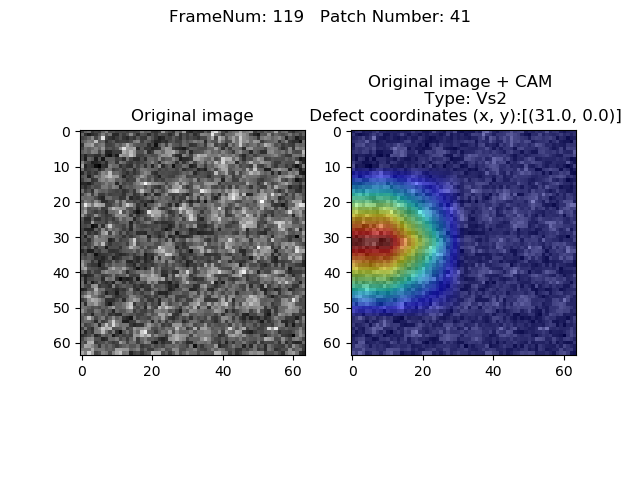 FrameNum: 119   Patch Number: 41
Original image
0
10
20
30
40
50
60
0 20 40 60
Original image + CAM
Type: Vs2
Defect coordinates (x, y):[(31.0, 0.0)]
0
10
20
30
40
50
60
0 20 40 60